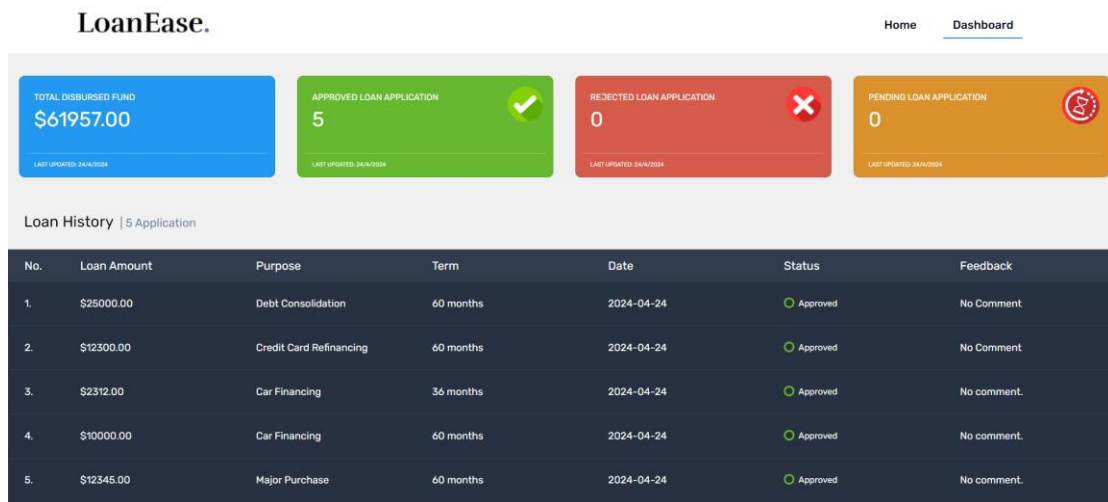 LoanEase.
Home Dashboard
TOTAL DISBURSED FUND
$61957.00
LAST UPDATED: 24/4/2024
APPROVED LOAN APPLICATION
5
LAST UPDATED: 24/4/2024
REJECTED LOAN APPLICATION
0
LAST UPDATED: 24/4/2024
PENDING LOAN APPLICATION
0
LAST UPDATED: 24/4/2024
Loan History | 5 Application
No. Loan Amount Purpose Term Date Status Feedback
1. $25000.00 Debt Consolidation 60 months 2024-04-24 Approved No Comment
2. $12300.00 Credit Card Refinancing 60 months 2024-04-24 Approved No Comment
3. $2312.00 Car Financing 36 months 2024-04-24 Approved No comment.
4. $10000.00 Car Financing 60 months 2024-04-24 Approved No comment.
5. $12345.00 Major Purchase 60 months 2024-04-24 Approved No comment.